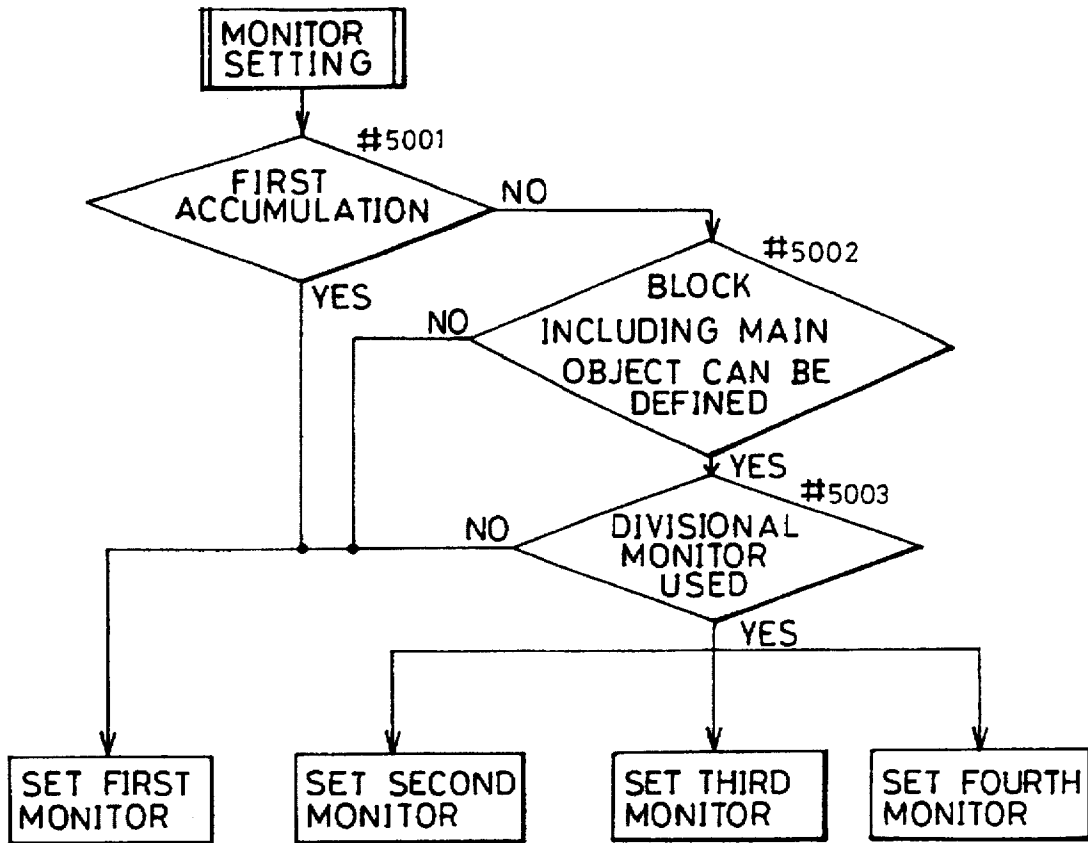 MONITOR
SETTING
#5001
FIRST
ACCUMULATION
NO
YES
#5002
BLOCK
INCLUDING MAIN
OBJECT CAN BE
DEFINED
NO
YES
#5003
DIVISIONAL
MONITOR
USED
NO
YES
SET FIRST
MONITOR
SET SECOND
MONITOR
SET THIRD
MONITOR
SET FOURTH
MONITOR